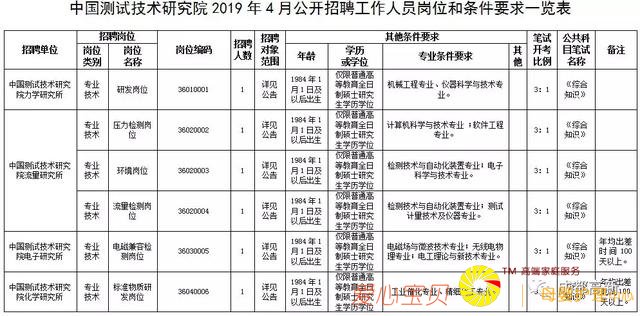 中国测试技术研究院 2019 年 4 月公开招聘工作人员岗位和条件要求一览表
招聘单位 招聘岗位 岗位编码 招聘人数 招聘对象范围 其他条件要求 笔试开考比例 公共科目笔试名称 备注
岗位类别 岗位名称 年龄 学历或学位 专业条件要求 其他
中国测试技术研究院力学研究所 专业技术 研发岗位 36010001 1 详见公告 1984 年 1 月 1 日及以后出生 仅限普通高等教育全日制硕士研究生学历学位 机械工程专业、仪器科学与技术专业。 3：1 《综合知识》
中国测试技术研究院流量研究所 专业技术 压力检测岗位 36020002 1 详见公告 1984 年 1 月 1 日及以后出生 仅限普通高等教育全日制硕士研究生学历学位 计算机科学与技术专业；软件工程专业。 3：1 《综合知识》
专业技术 环境岗位 36020003 1 详见公告 1984 年 1 月 1 日及以后出生 仅限普通高等教育全日制硕士研究生学历学位 检测技术与自动化装置专业；电子科学与技术专业。 3：1 《综合知识》
专业技术 流量检测岗位 36020004 1 详见公告 1984 年 1 月 1 日及以后出生 仅限普通高等教育全日制硕士研究生学历学位 检测技术与自动化装置专业；测试计量技术及仪器专业。 3：1 《综合知识》
中国测试技术研究院电子研究所 专业技术 电磁兼容检测岗位 36030005 1 详见公告 1984 年 1 月 1 日及以后出生 仅限普通高等教育全日制硕士研究生学历学位 电磁场与微波技术专业；无线电物理专业；电工理论与新技术专业。 3：1 《综合知识》 年均出差时间 100 天以上。
中国测试技术研究院化学研究所 专业技术 标准物质研发岗位 36040006 1 详见公告 1984 年 1 月 1 日及以后出生 仅限普通高等教育全日制硕士研究生学历学位 工业催化专业、精细化工专业。 年均出差时间 100 天以上。
TM 高端家庭服务
爱心宝贝